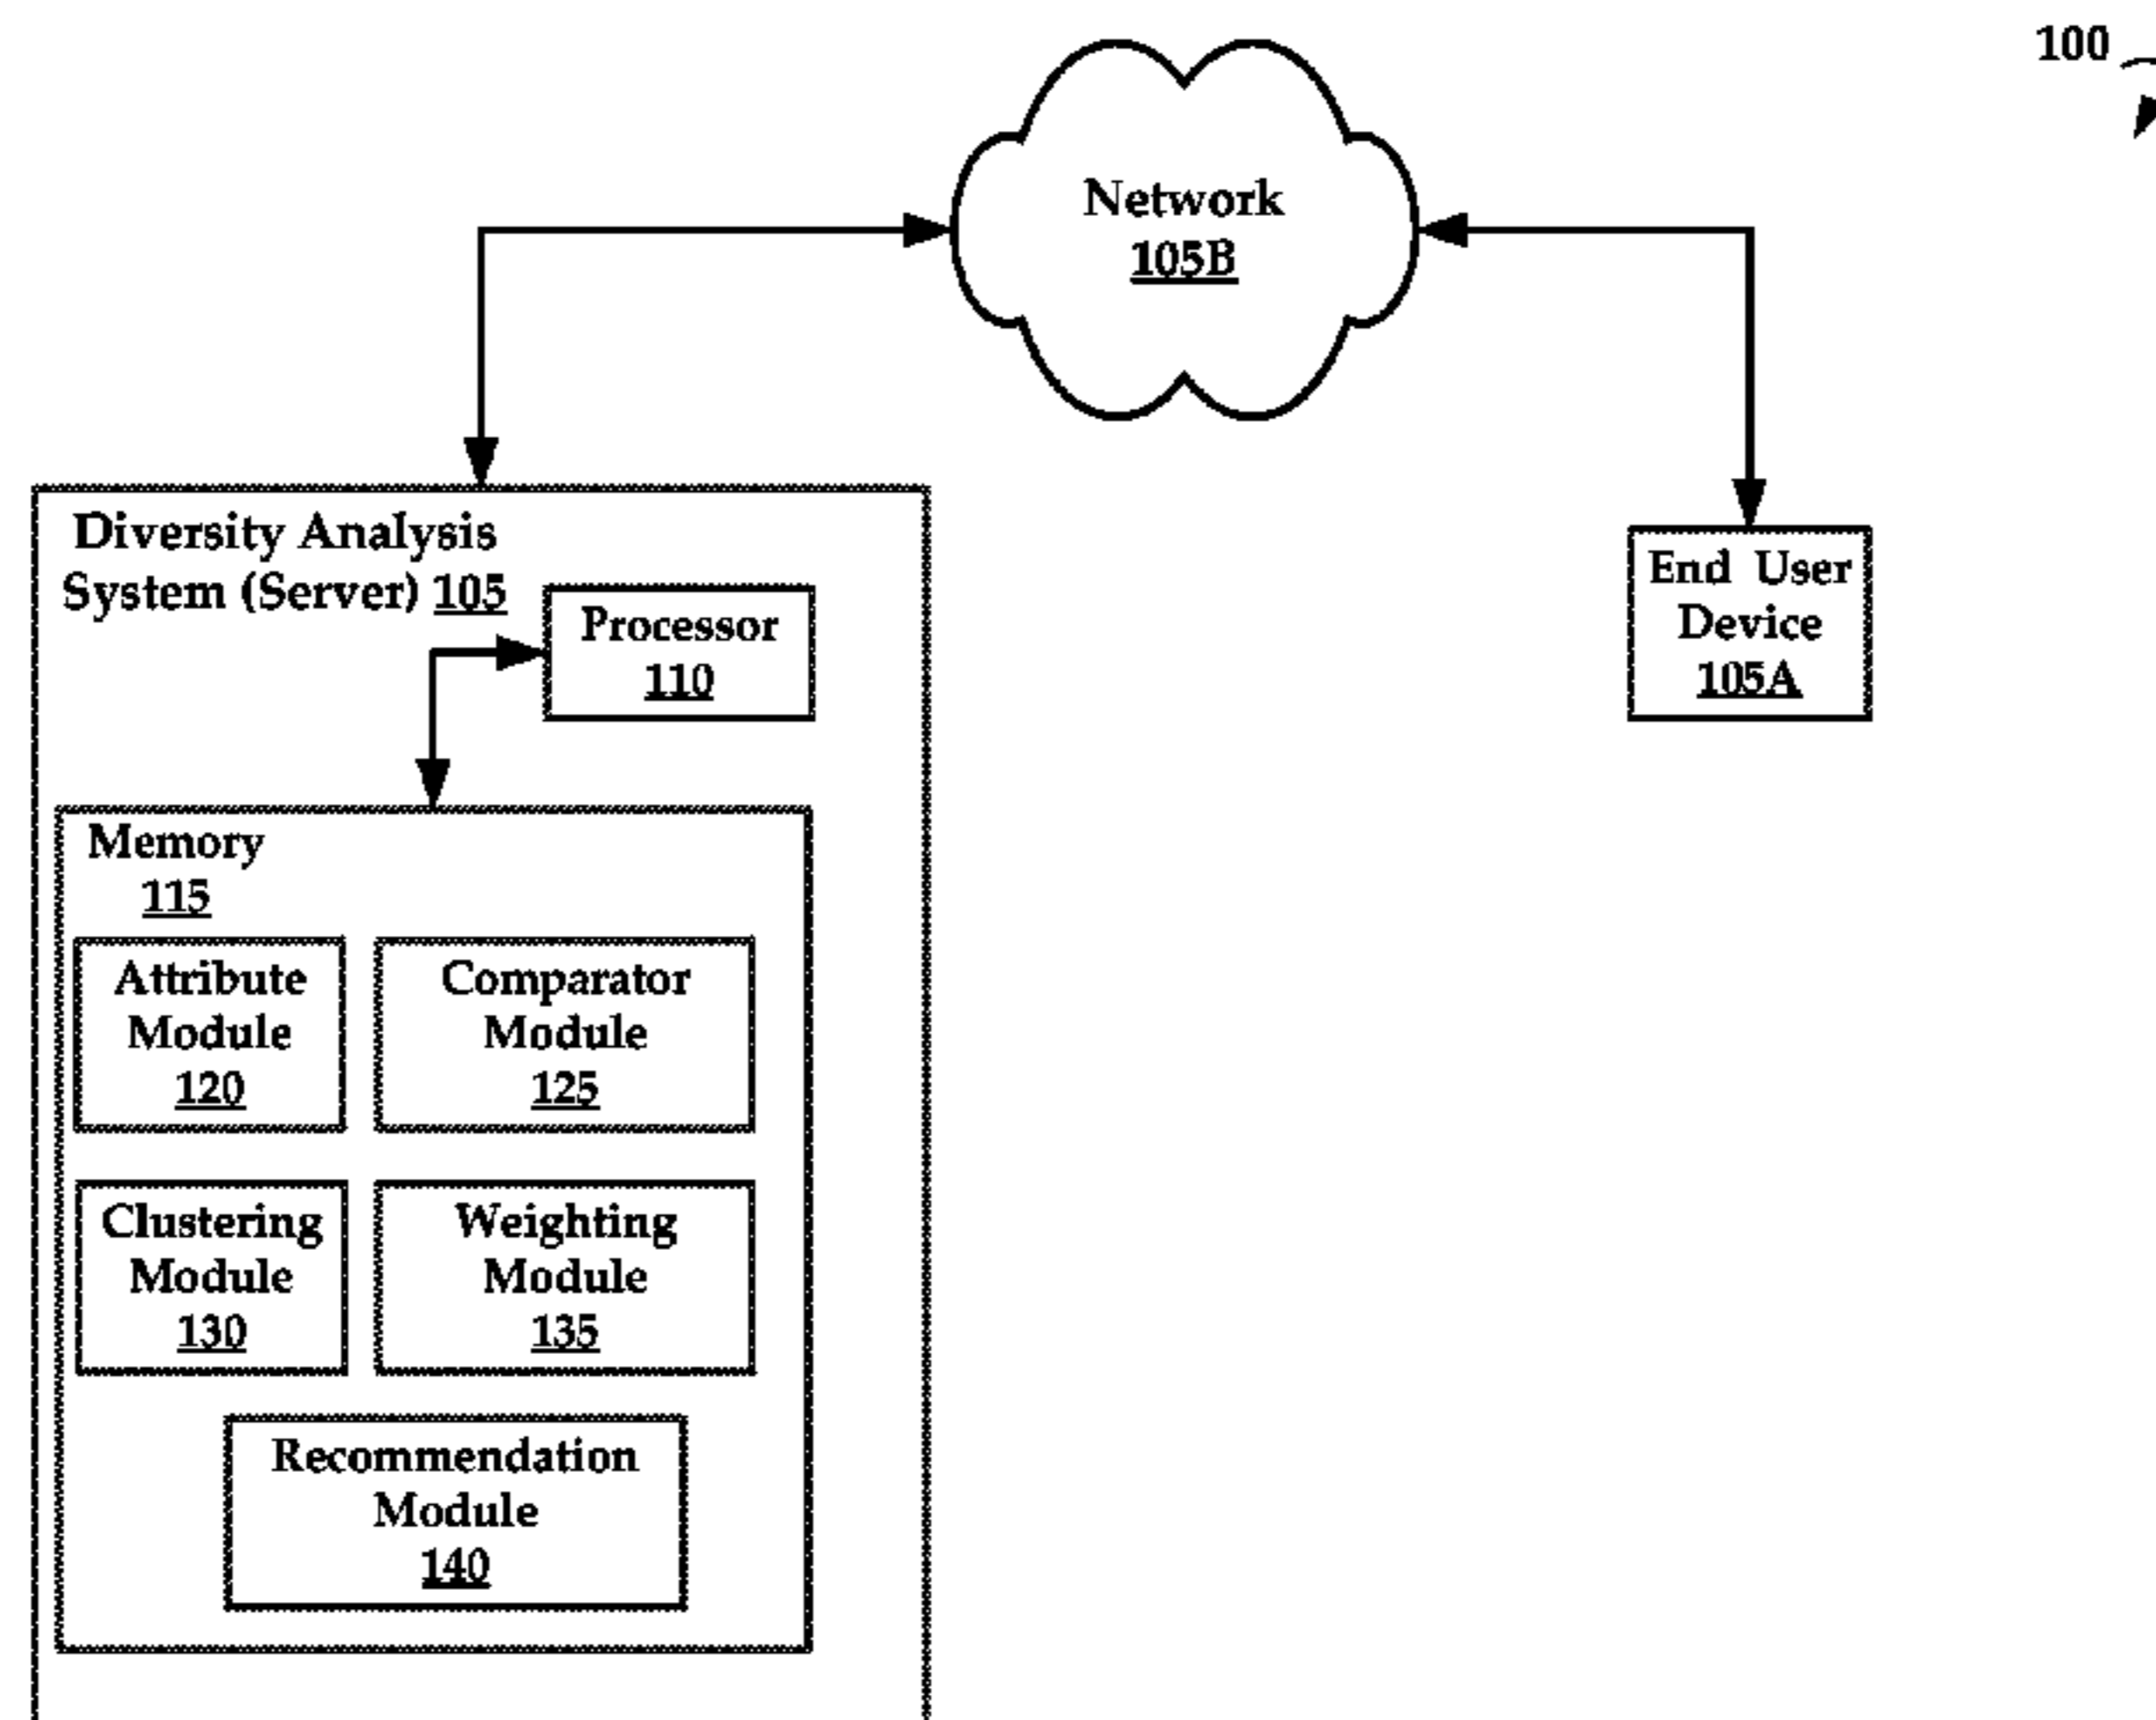 100
Network
105B
Diversity Analysis
System (Server) 105
Processor
110
End User
Device
105A
Memory
115
Attribute
Module
120
Comparator
Module
125
Clustering
Module
130
Weighting
Module
135
Recommendation
Module
140